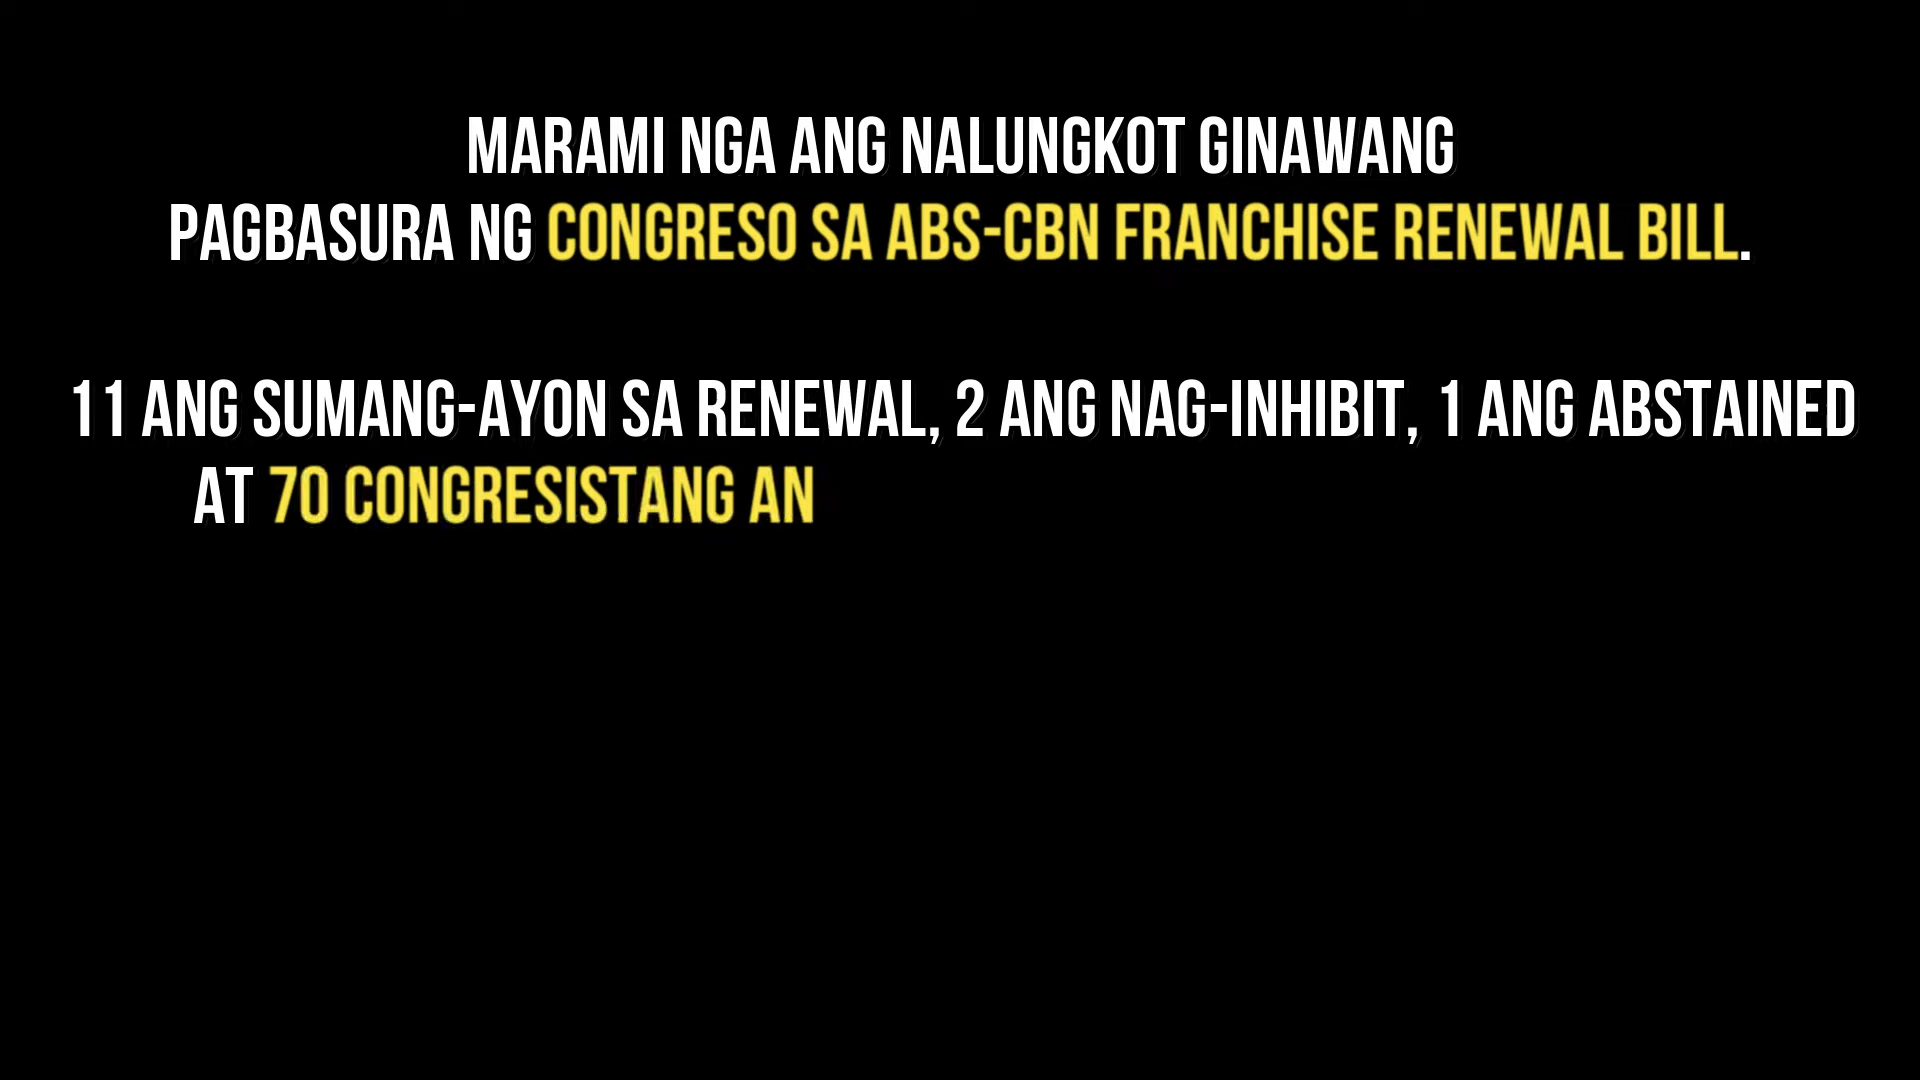 MARAMI NGA ANG NALUNGKOT GINAWANG
PAGBASURA NG CONGRESO SA ABS-CBN FRANCHISE RENEWAL BILL.
11 ANG SUMANG-AYON SA RENEWAL, 2 ANG NAG-INHIBIT, 1 ANG ABSTAINED
AT 70 CONGRESISTANG AN